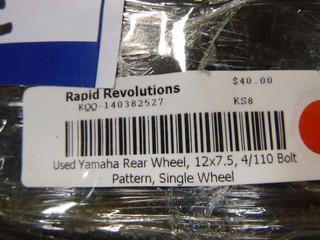 Rapid Revolutions $40.00
KQQ-140382527 KS8
Used Yamaha Rear Wheel, 12x7.5, 4/110 Bolt
Pattern, Single Wheel